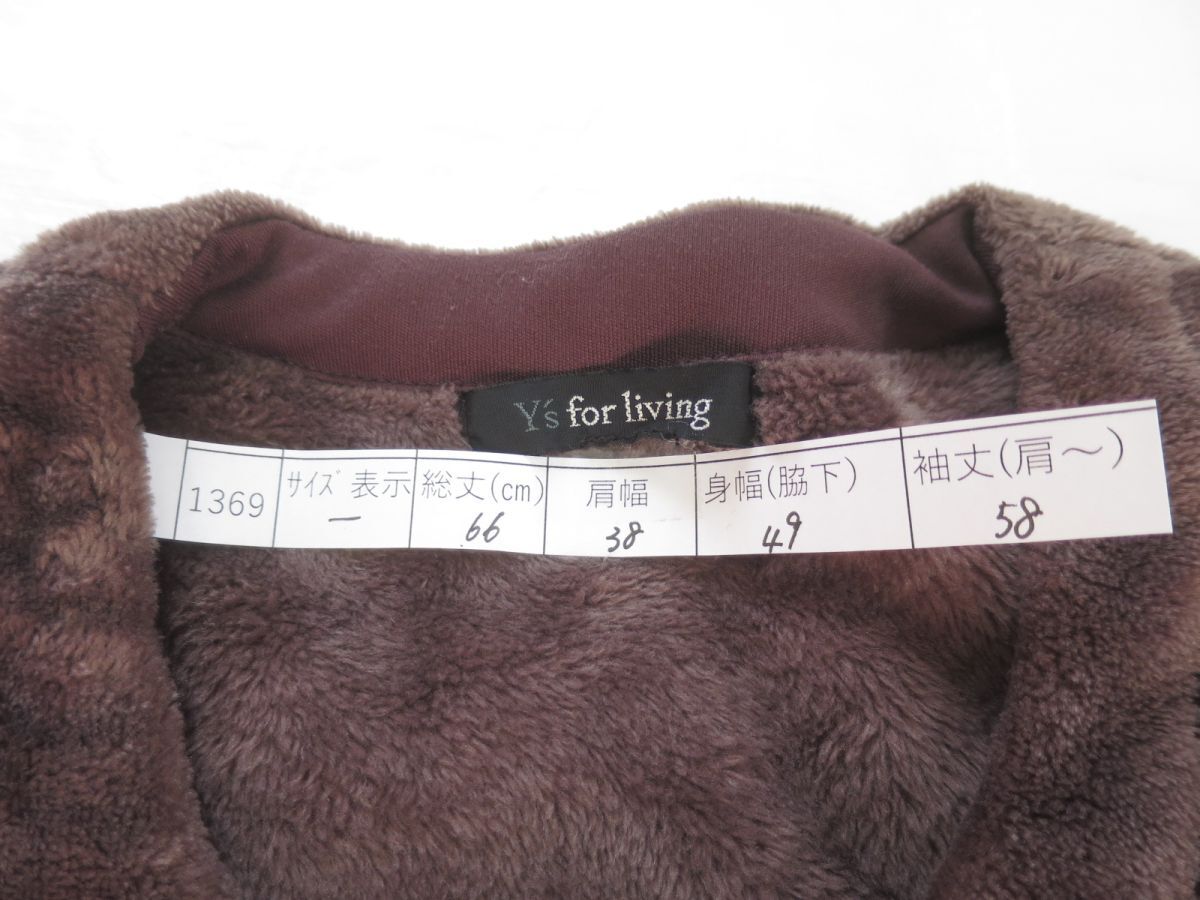 Y's for living
1369 サイズ表示 総丈(cm) 肩幅 身幅(脇下) 袖丈(肩～)
― 66 38 49 58